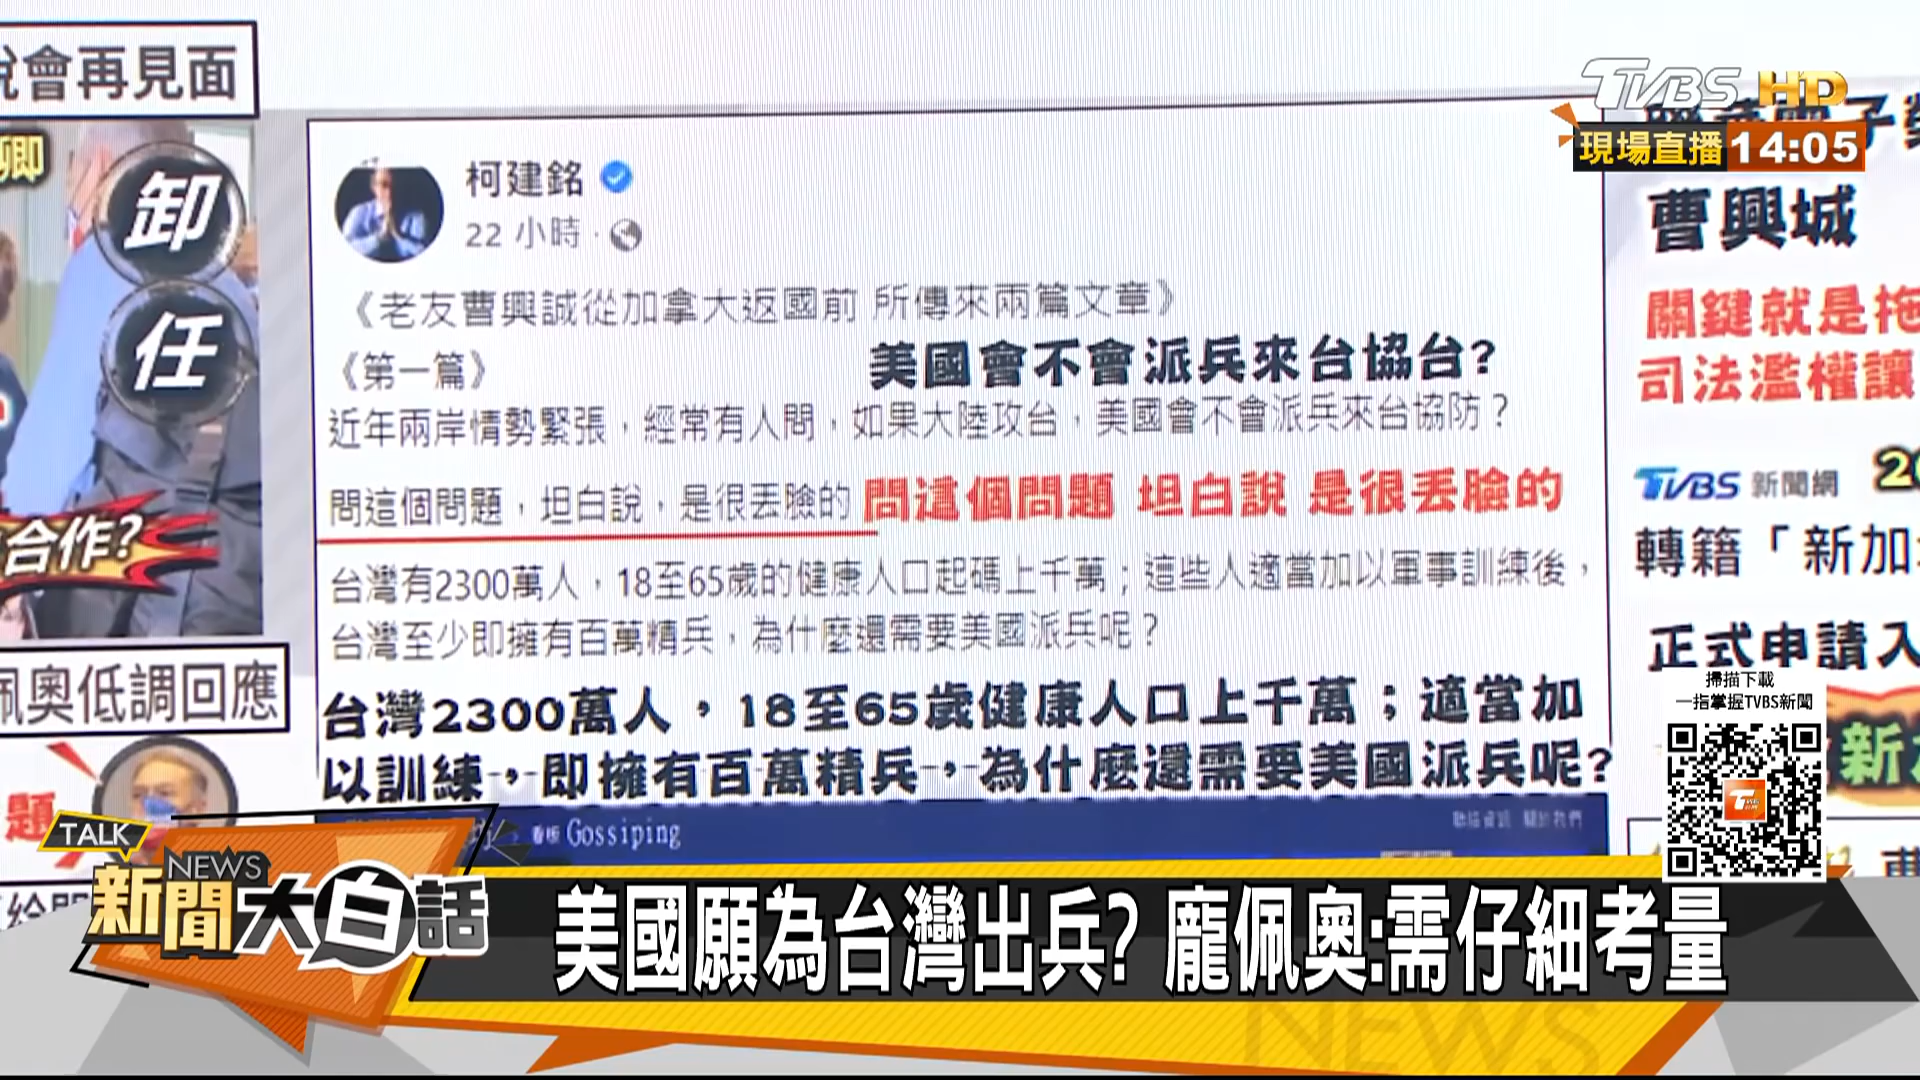 說會再見面
卿
卸
任
合作?
佩奧低調回應
題
柯建銘
22 小時
《老友曹興誠從加拿大返國前 所傳來兩篇文章》
《第一篇》
美國會不會派兵來台協台?
近年兩岸情勢緊張，經常有人問，如果大陸攻台，美國會不會派兵來台協防？
問這個問題，坦白說，是很丟臉的
問這個問題 坦白說 是很丟臉的
台灣有2300萬人，18至65歲的健康人口起碼上千萬；這些人適當加以軍事訓練後，
台灣至少即擁有百萬精兵，為什麼還需要美國派兵呢？
台灣2300萬人，18至65歲健康人口上千萬；適當加
以訓練，即擁有百萬精兵，為什麼還需要美國派兵呢?
看板 Gossiping
聯絡資訊 關於我們
TVBS HD
現場直播 14:05
曹興城
關鍵就是拖
司法濫權讓
TVBS 新聞網
轉籍「新加
正式申請入
掃描下載
一指掌握TVBS新聞
新
TALK
NEWS
新聞大白話
美國願為台灣出兵? 龐佩奧:需仔細考量
NEWS